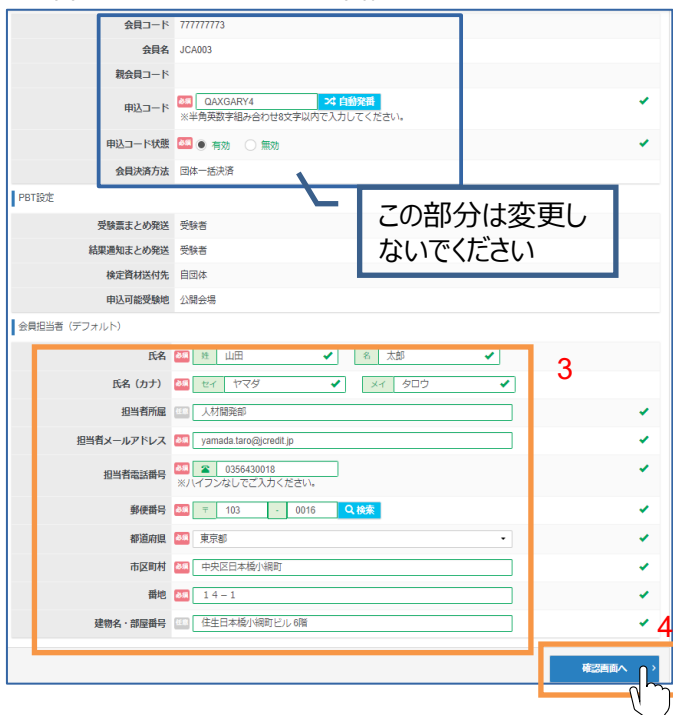 会員コード 777777773
会員名 JCA003
親会員コード
申込コード 必須 QAXGARY4 自動発番
※半角英数字組み合わせ8文字以内で入力してください。
申込コード状態 必須 有効 無効
会員決済方法 団体一括決済
この部分は変更し
ないでください
PBT設定
受験票まとめ発送 受験者
結果通知まとめ発送 受験者
検定資材送付先 自団体
申込可能受験地 公開会場
会員担当者（デフォルト）
3
氏名 必須 姓 山田 名 太郎
氏名（カナ） 必須 セイ ヤマダ メイ タロウ
担当者所属 任意 人材開発部
担当者メールアドレス 必須 yamada.taro@jcredit.jp
担当者電話番号 必須 0356430018
※ハイフンなしでご入力ください。
郵便番号 必須 〒 103 - 0016 検索
都道府県 必須 東京都
市区町村 必須 中央区日本橋小網町
番地 必須 １４－１
建物名・部屋番号 任意 住生日本橋小網町ビル 6階
4
確認画面へ